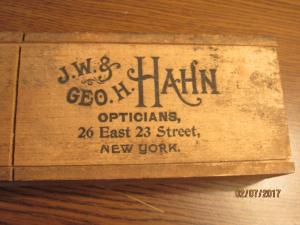 J.W. &
GEO. H. HAHN
OPTICIANS,
26 East 23 Street,
NEW YORK.
02/07/2017